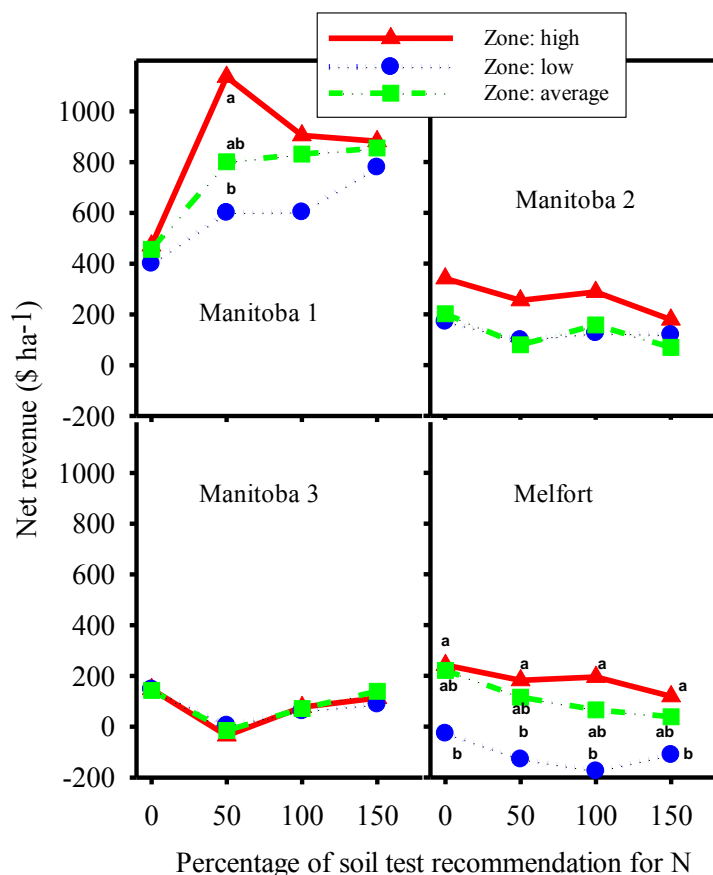 Zone: high
Zone: low
Zone: average
Net revenue ($ ha-1)
1000
800
600
400
200
0
-200
a
ab
b
Manitoba 1
Manitoba 2
1000
800
600
400
200
0
-200
Manitoba 3
Melfort
a
a
a
a
ab
ab
b
ab
ab
b
b
b
0
50
100
150
0
50
100
150
Percentage of soil test recommendation for N